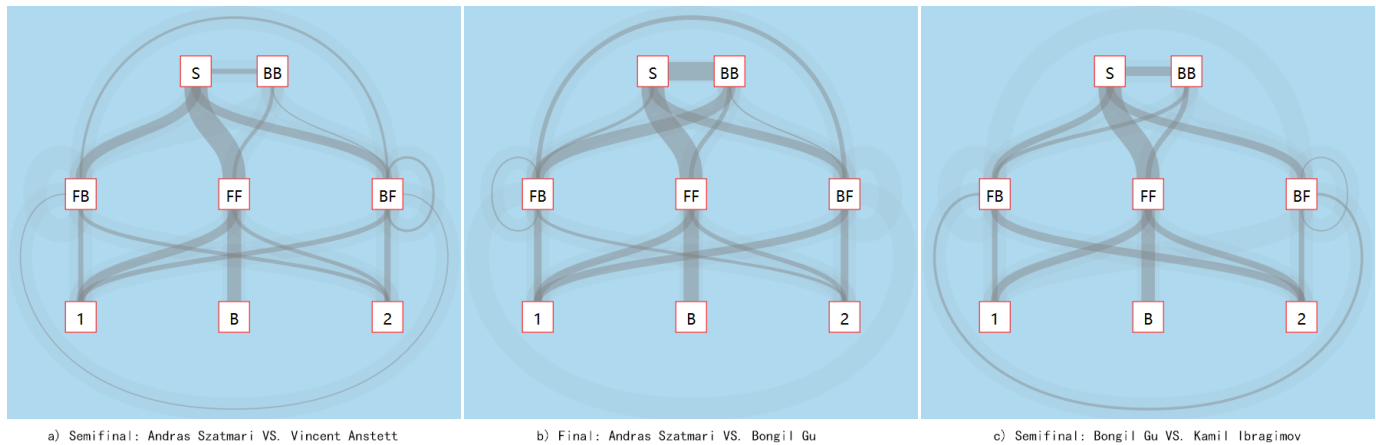 S BB S BB S BB
FB FF BF FB FF BF FB FF BF
1 B 2 1 B 2 1 B 2
a) Semifinal: Andras Szatmari VS. Vincent Anstett b) Final: Andras Szatmari VS. Bongil Gu c) Semifinal: Bongil Gu VS. Kamil Ibragimov